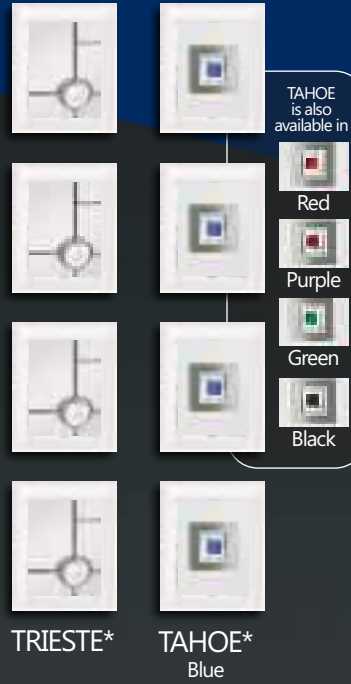 TAHOE
is also
available in
Red
Purple
Green
Black
TRIESTE*
TAHOE*
Blue